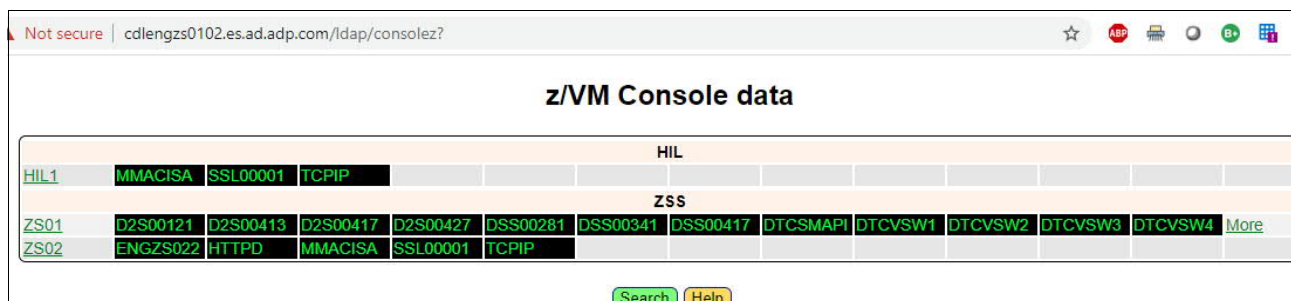 Not secure | cdlengzs0102.es.ad.adp.com/ldap/consolez? ABP B+
z/VM Console data
HIL
HIL1 MMACISA SSL00001 TCPIP
ZSS
ZS01 D2S00121 D2S00413 D2S00417 D2S00427 DSS00281 DSS00341 DSS00417 DTCSMAPI DTCVSW1 DTCVSW2 DTCVSW3 DTCVSW4 More
ZS02 ENGZS022 HTTPD MMACISA SSL00001 TCPIP
Search Help